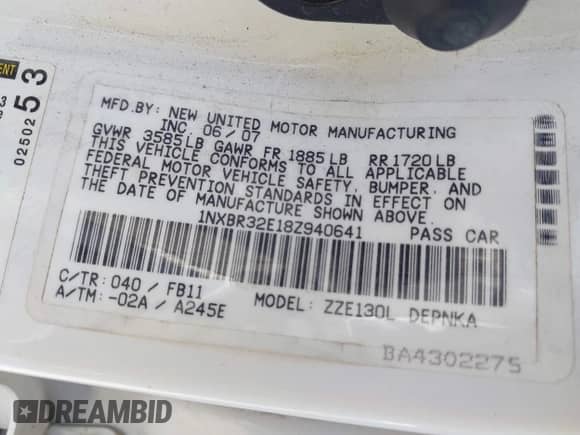 MFD.BY: NEW UNITED MOTOR MANUFACTURING
INC. 06/07
GVWR 3585LB GAWR FR 1885LB RR1720LB
THIS VEHICLE CONFORMS TO ALL APPLICABLE
FEDERAL MOTOR VEHICLE SAFETY, BUMPER, AND
THEFT PREVENTION STANDARDS IN EFFECT ON
THE DATE OF MANUFACTURE SHOWN ABOVE.
1NXBR32E18Z940641 PASS CAR
C/TR: 040 / FB11
A/TM: -02A / A245E MODEL: ZZE130L DEPNKA
BA4302275
0250253
DREAMBID